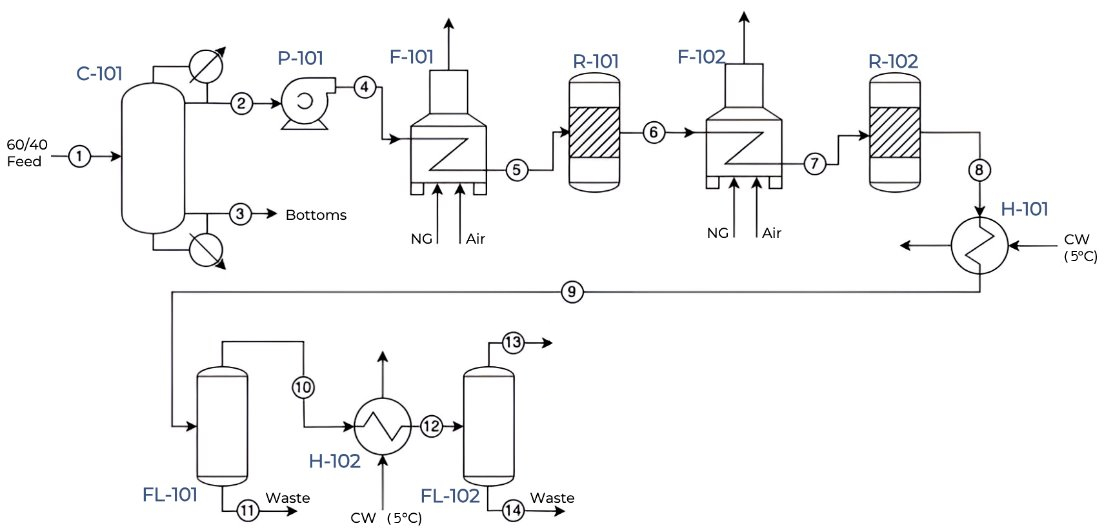 C-101
P-101
F-101
R-101
F-102
R-102
60/40
Feed
1
2
3
Bottoms
4
5
NG
Air
6
7
NG
Air
8
H-101
CW
(5°C)
9
FL-101
10
11
Waste
H-102
CW (5°C)
12
FL-102
13
14
Waste